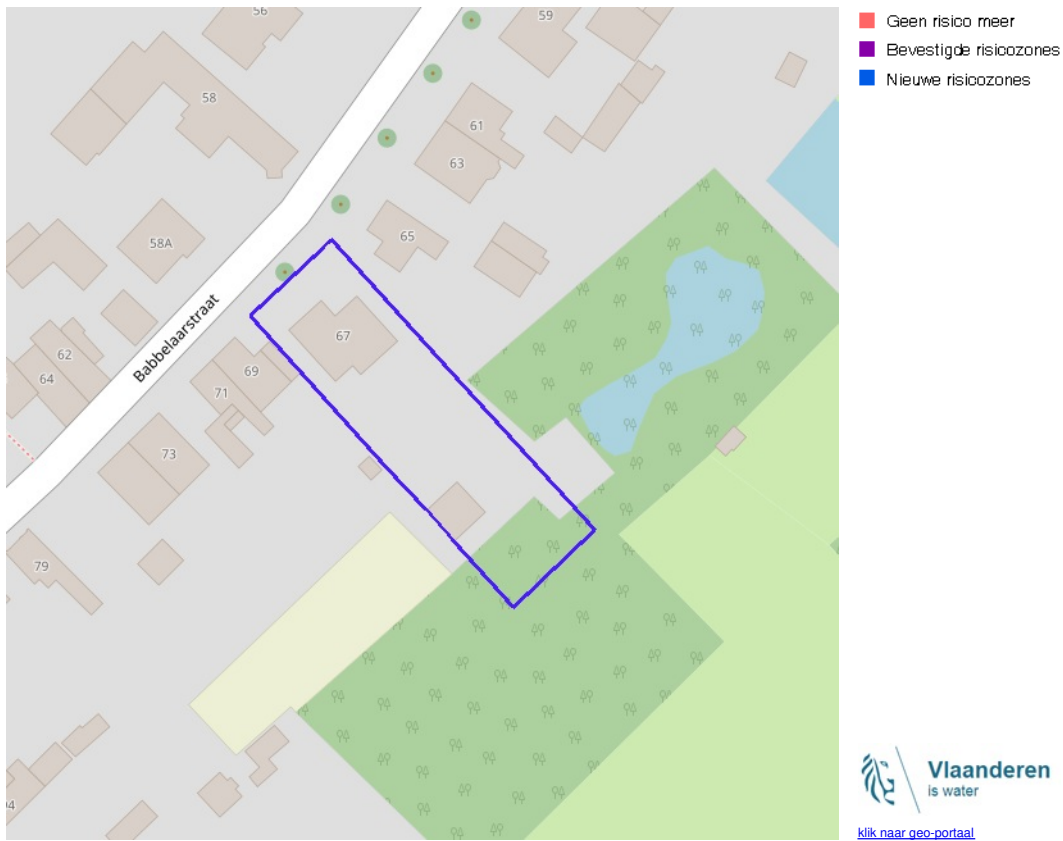 56
59
58
61
63
65
58A
67
62
64
69
71
73
79
Babbelaarstraat
Geen risico meer
Bevestigde risicozones
Nieuwe risicozones
Vlaanderen
is water
klik naar geo-portaal